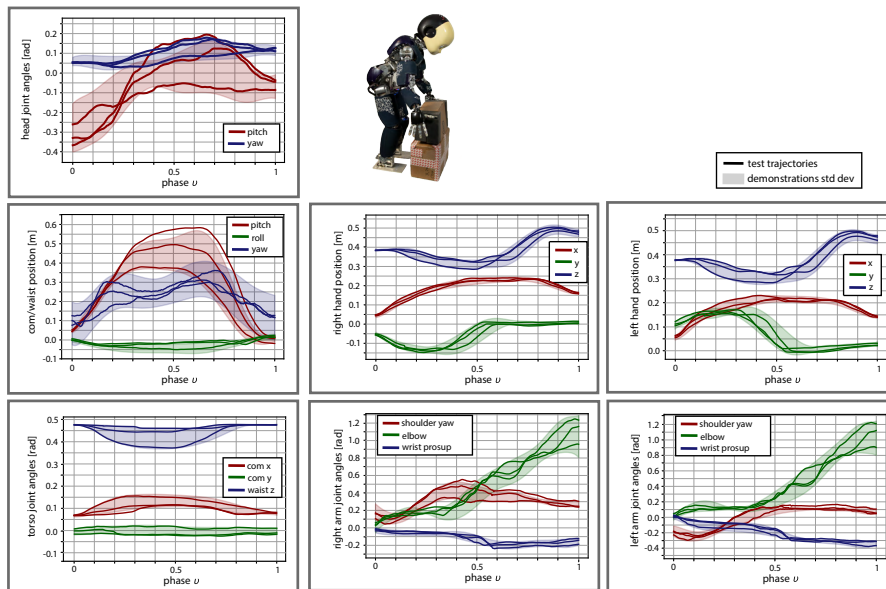 head joint angles [rad]
0.2
0.1
0.0
-0.1
-0.2
-0.3
-0.4
pitch
yaw
0
0.5
1
phase υ
test trajectories
demonstrations std dev
com/waist position [m]
0.6
0.5
0.4
0.3
0.2
0.1
0.0
-0.1
pitch
roll
yaw
0
0.5
1
phase υ
right hand position [m]
0.5
0.4
0.3
0.2
0.1
0.0
-0.1
x
y
z
0
0.5
1
phase υ
left hand position [m]
0.5
0.4
0.3
0.2
0.1
0.0
x
y
z
0
0.5
1
phase υ
torso joint angles [rad]
0.5
0.4
0.3
0.2
0.1
0.0
-0.1
com x
com y
waist z
0
0.5
1
phase υ
right arm joint angles [rad]
1.2
1.0
0.8
0.6
0.4
0.2
0.0
-0.2
shoulder yaw
elbow
wrist prosup
0
0.5
1
phase υ
left arm joint angles [rad]
1.2
1.0
0.8
0.6
0.4
0.2
0.0
-0.2
-0.4
shoulder yaw
elbow
wrist prosup
0
0.5
1
phase υ